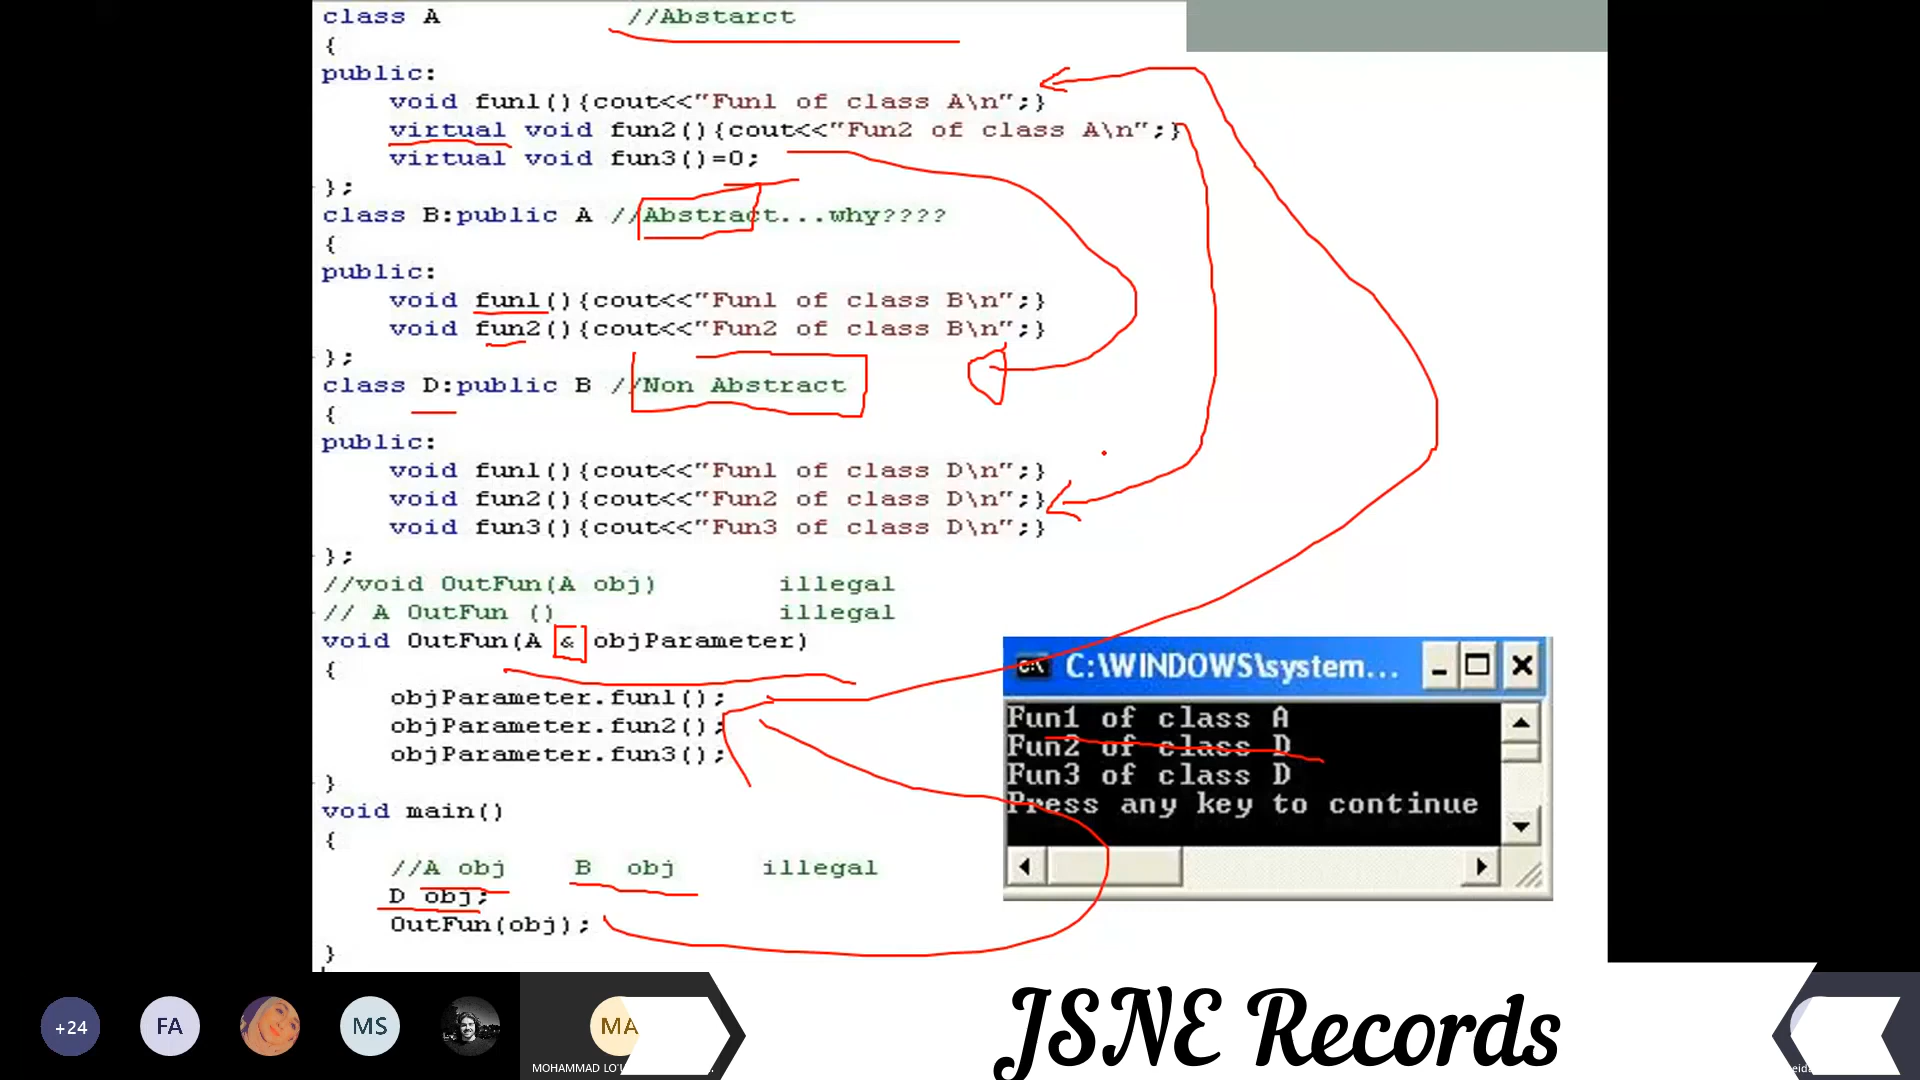 class A //Abstarct
{
public:
void fun1(){cout<<"Fun1 of class A\n";}
virtual void fun2(){cout<<"Fun2 of class A\n";}
virtual void fun3()=0;
};
class B:public A //Abstract...why????
{
public:
void fun1(){cout<<"Fun1 of class B\n";}
void fun2(){cout<<"Fun2 of class B\n";}
};
class D:public B //Non Abstract
{
public:
void fun1(){cout<<"Fun1 of class D\n";}
void fun2(){cout<<"Fun2 of class D\n";}
void fun3(){cout<<"Fun3 of class D\n";}
};
//void OutFun(A obj) illegal
// A OutFun () illegal
void OutFun(A & objParameter)
{
objParameter.fun1();
objParameter.fun2();
objParameter.fun3();
}
void main()
{
//A obj B obj illegal
D obj;
OutFun(obj);
}
C:\WINDOWS\system...
Fun1 of class A
Fun2 of class D
Fun3 of class D
Press any key to continue
+24 FA MS MA
MOHAMMAD
JSNE Records